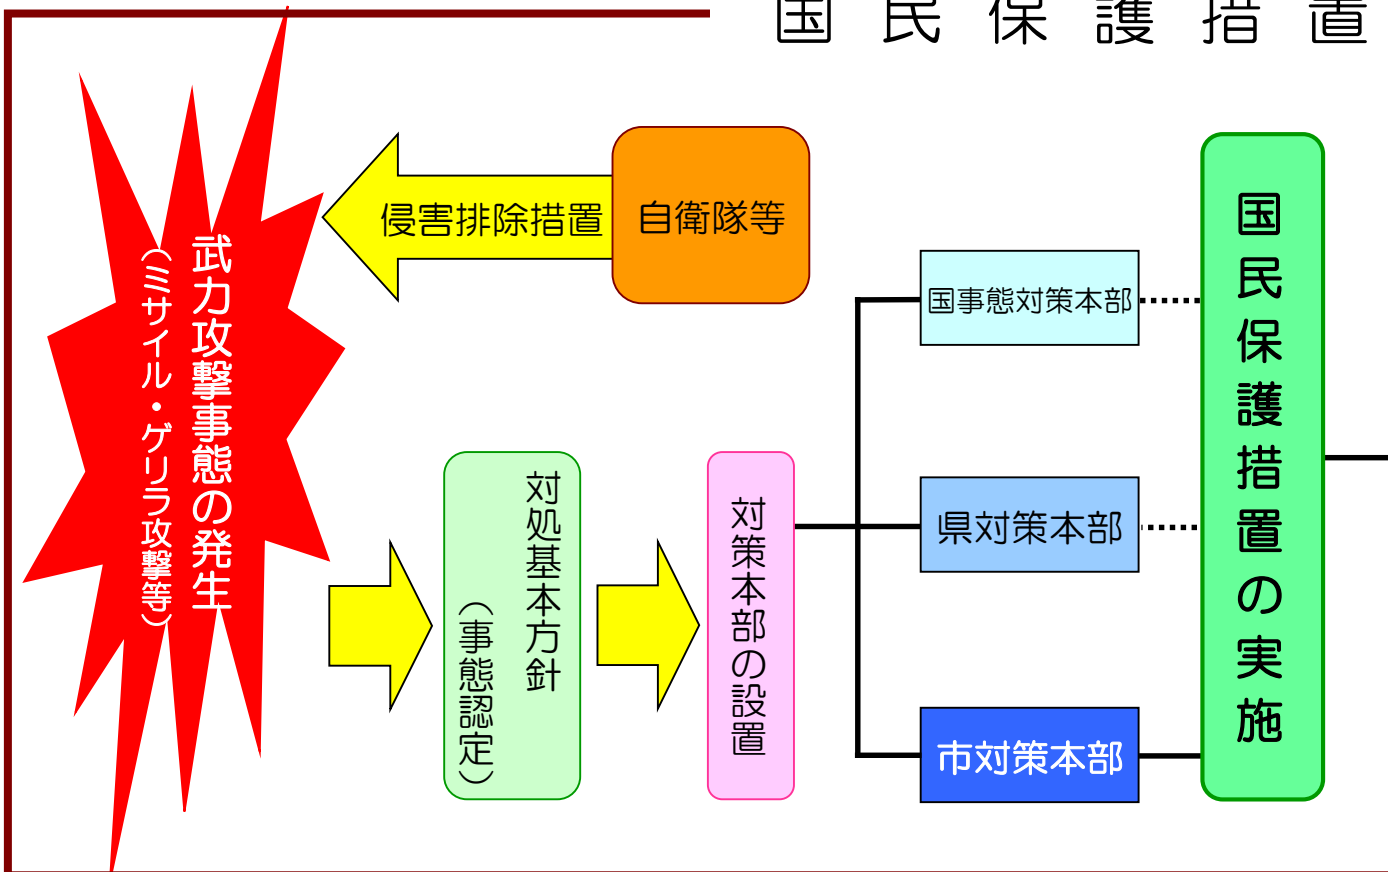 国民保護措置
武力攻撃事態の発生
（ミサイル・ゲリラ攻撃等）
侵害排除措置
自衛隊等
対処基本方針
（事態認定）
対策本部の設置
国事態対策本部
県対策本部
市対策本部
国民保護措置の実施